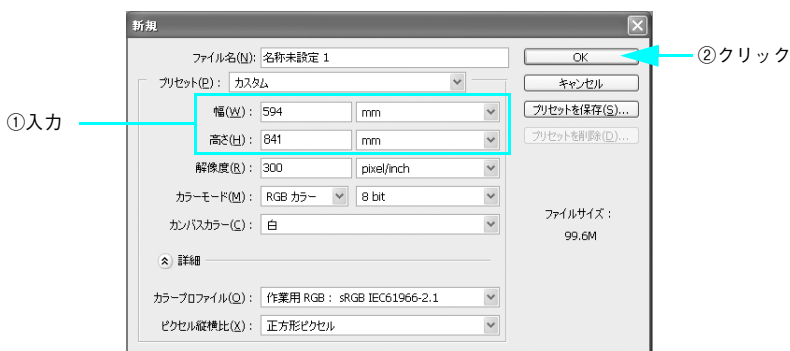 新規
ファイル名(N): 名称未設定 1
OK
②クリック
プリセット(P): カスタム
キャンセル
①入力
幅(W): 594 mm
プリセットを保存(S)...
高さ(H): 841 mm
プリセットを削除(D)...
解像度(R): 300 pixel/inch
カラーモード(M): RGB カラー 8 bit
カンバスカラー(C): 白
ファイルサイズ:
99.6M
詳細
カラープロファイル(O): 作業用 RGB: sRGB IEC61966-2.1
ピクセル縦横比(X): 正方形ピクセル